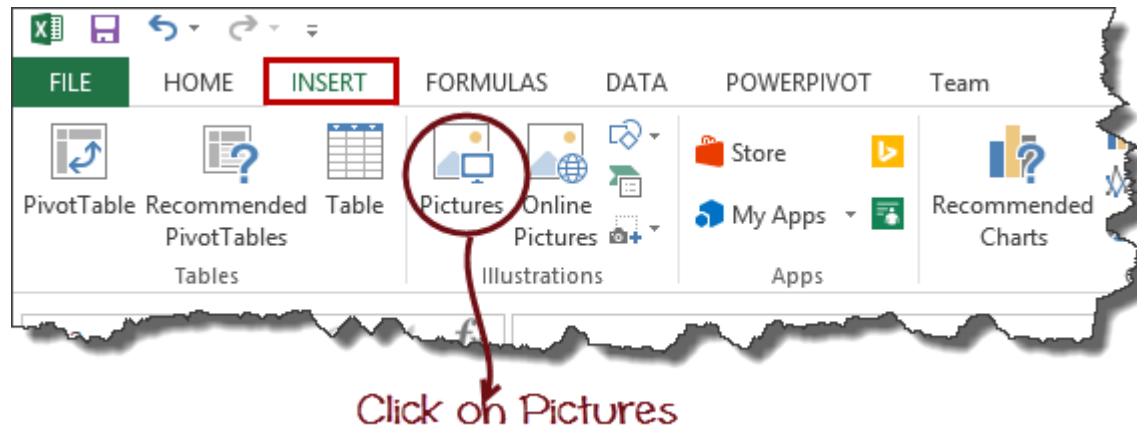 FILE HOME INSERT FORMULAS DATA POWERPIVOT Team
PivotTable
Recommended
PivotTables
Table
Pictures
Online
Pictures
Store
My Apps
Recommended
Charts
Tables Illustrations Apps
Click on Pictures